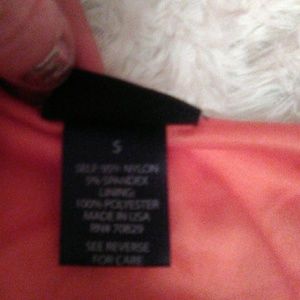 S
SELF: 95% NYLON
5% SPANDEX
LINING:
100% POLYESTER
MADE IN USA
RN# 70829
SEE REVERSE
FOR CARE